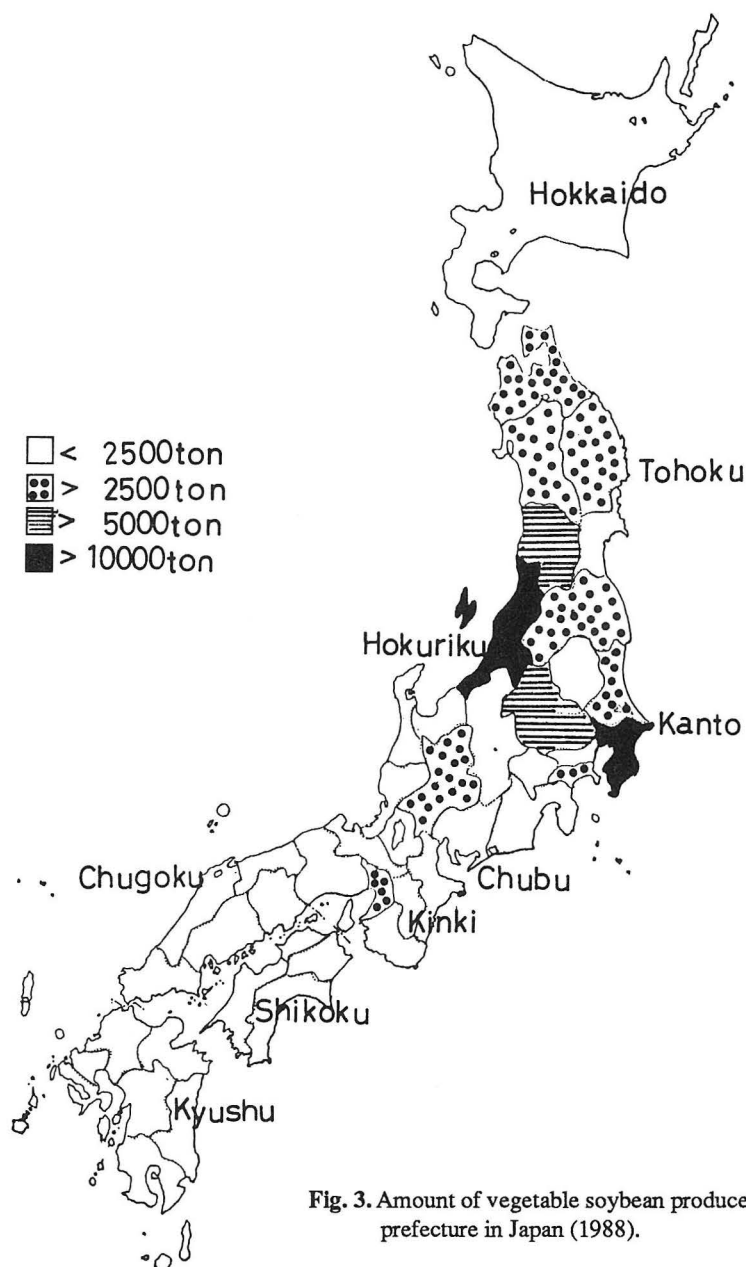 Hokkaido
< 2500ton
> 2500ton
> 5000ton
> 10000ton
Tohoku
Hokuriku
Kanto
Chugoku
Chubu
Kinki
Shikoku
Kyushu
Fig. 3. Amount of vegetable soybean produce
prefecture in Japan (1988).